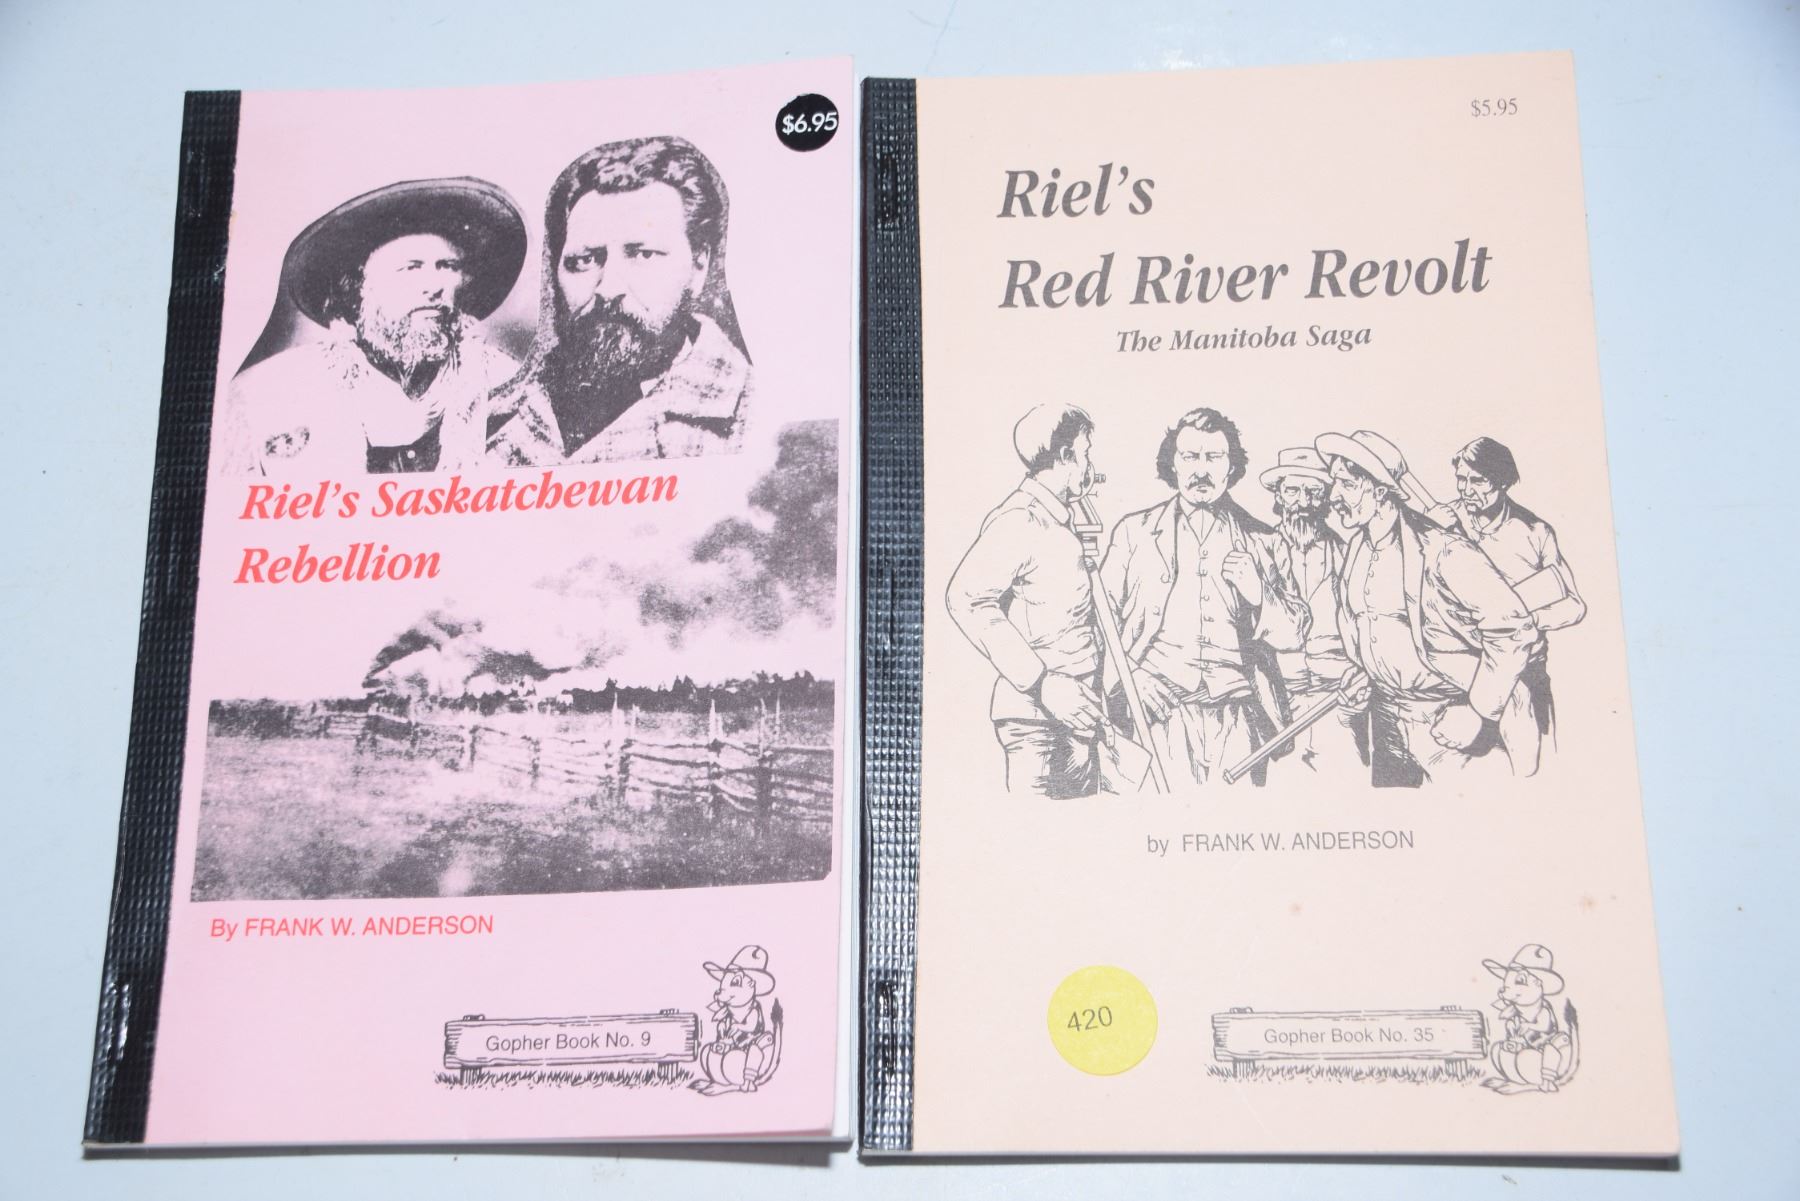 $6.95
Riel's Saskatchewan
Rebellion
By FRANK W. ANDERSON
Gopher Book No. 9
$5.95
Riel's
Red River Revolt
The Manitoba Saga
by FRANK W. ANDERSON
420
Gopher Book No. 35